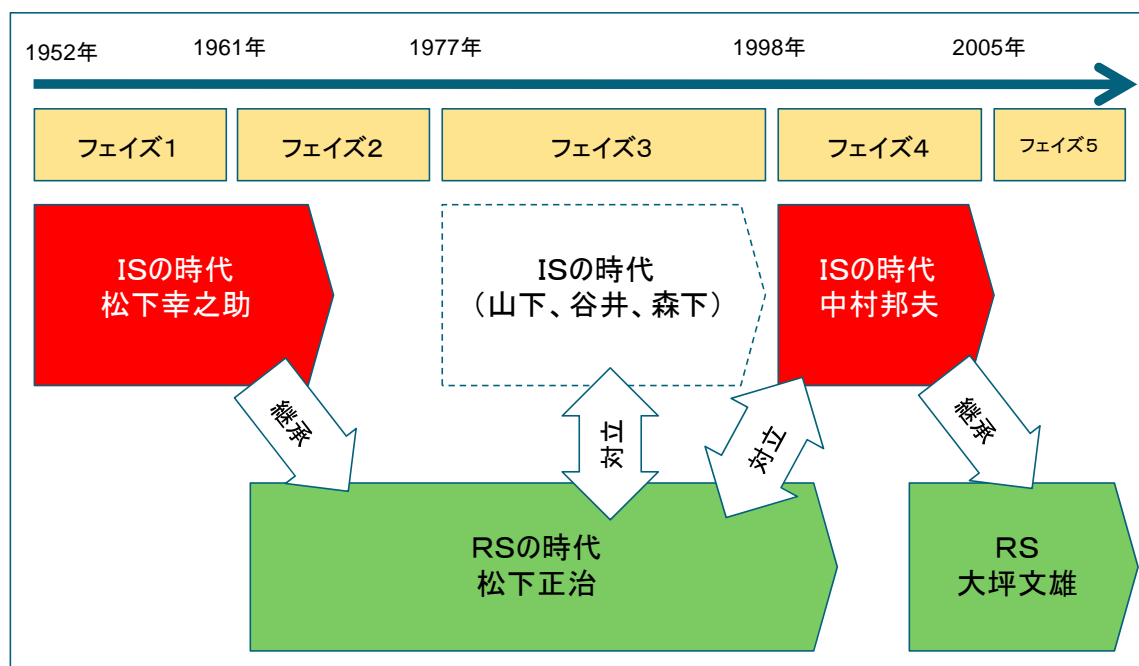 1952年
1961年
1977年
1998年
2005年
フェイズ1
フェイズ2
フェイズ3
フェイズ4
フェイズ5
ISの時代
松下幸之助
ISの時代
（山下、谷井、森下）
ISの時代
中村邦夫
継承
対立
対立
継承
RSの時代
松下正治
RS
大坪文雄